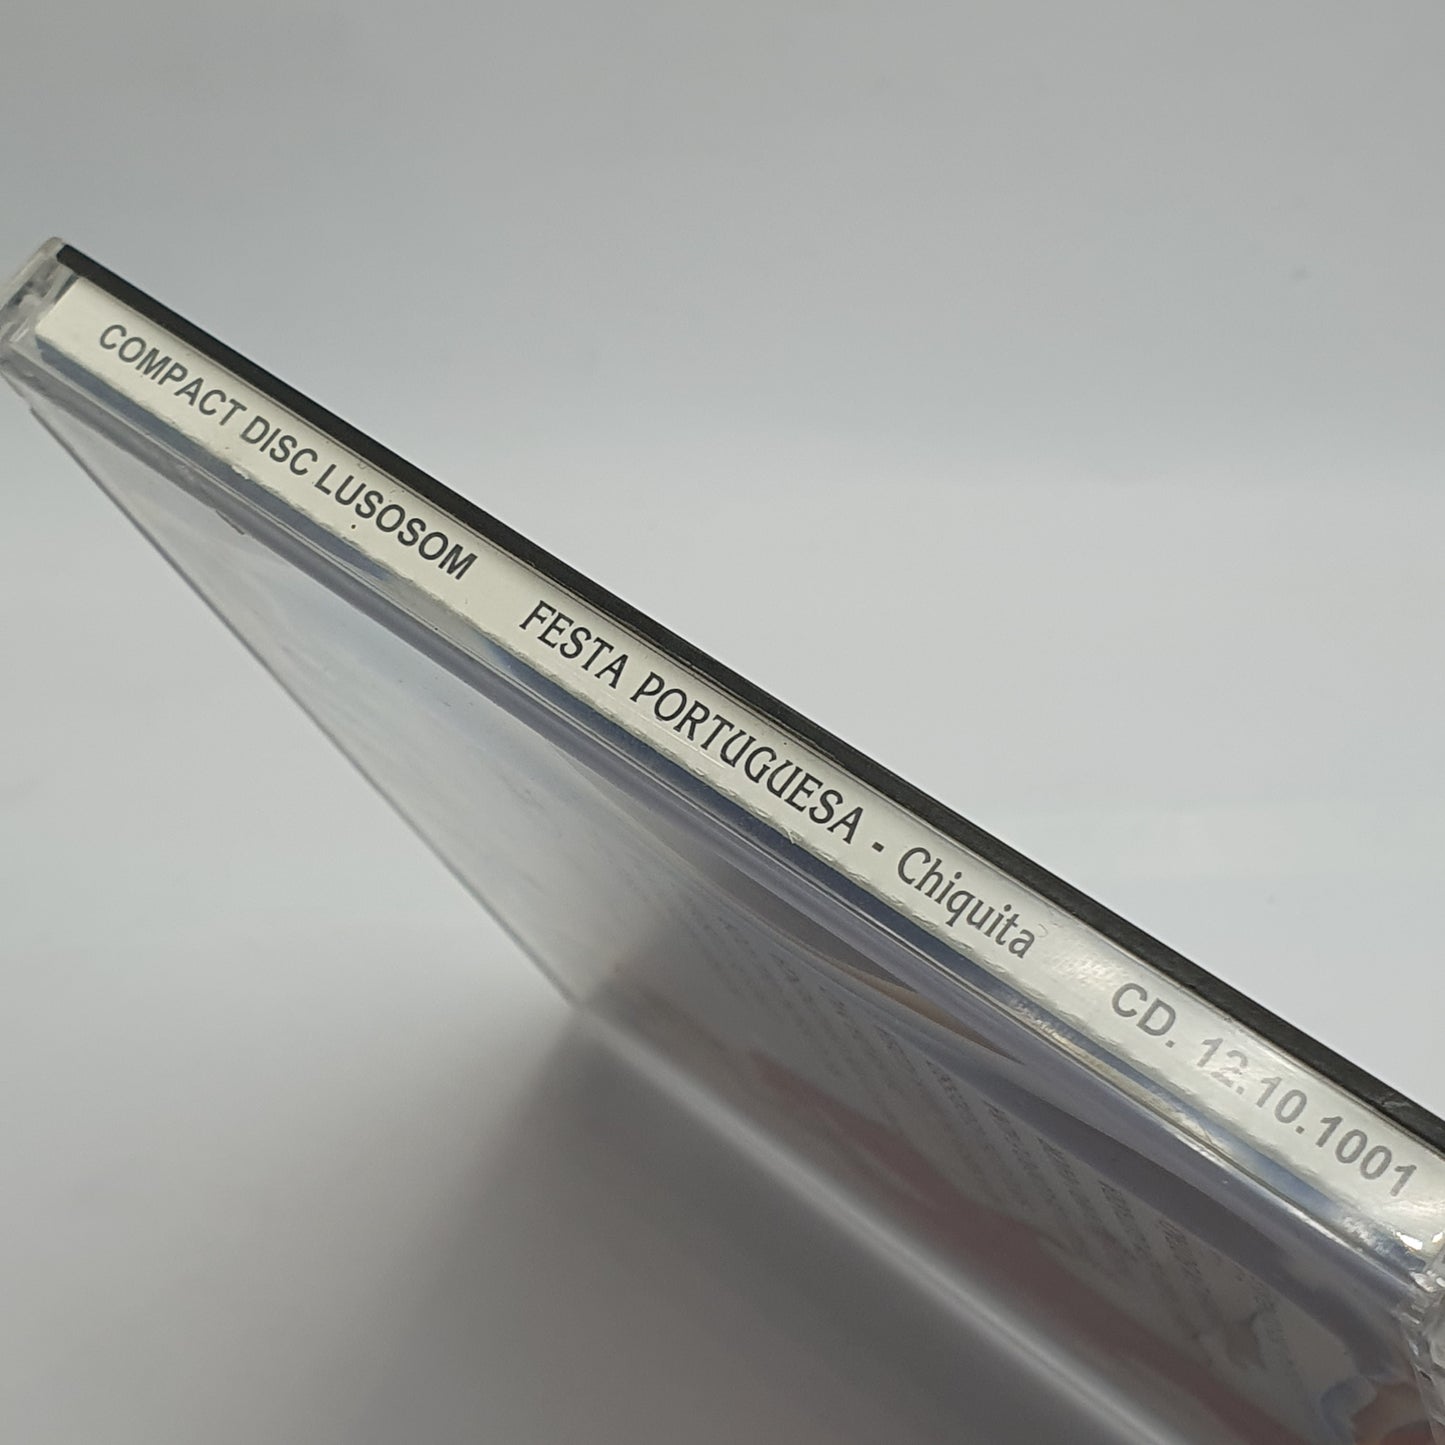 COMPACT DISC LUSOSOM FESTA PORTUGUESA - Chiquita CD. 12.10.1001